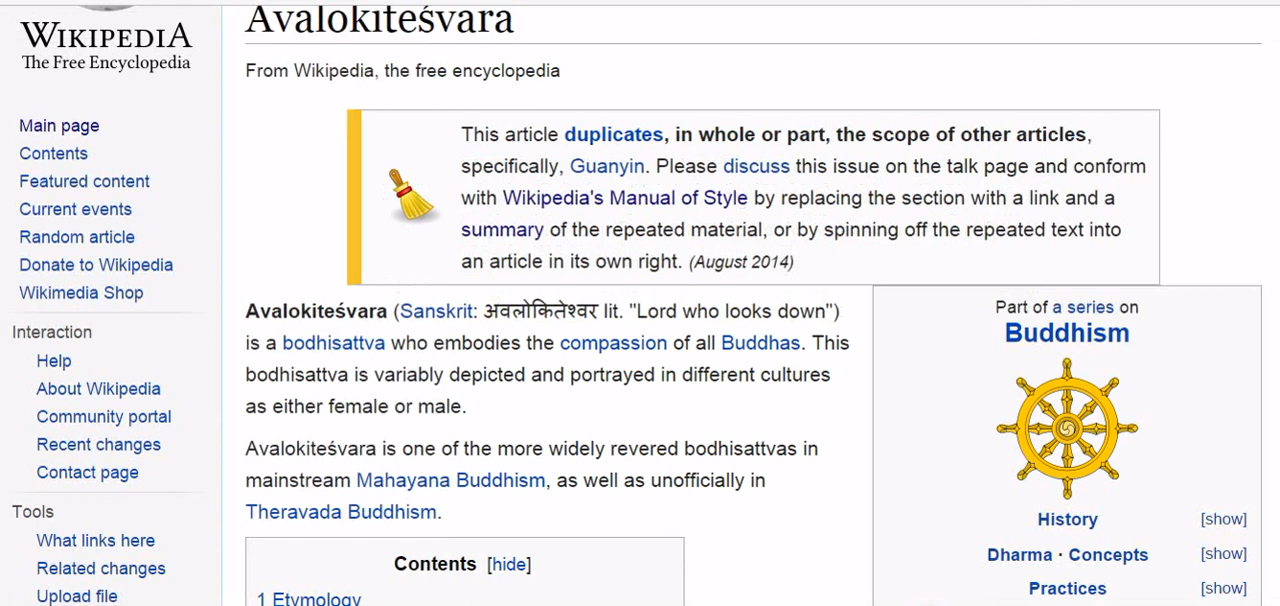 WIKIPEDIA
The Free Encyclopedia
Main page
Contents
Featured content
Current events
Random article
Donate to Wikipedia
Wikimedia Shop
Interaction
Help
About Wikipedia
Community portal
Recent changes
Contact page
Tools
What links here
Related changes
Upload file
Avalokiteśvara
From Wikipedia, the free encyclopedia
This article duplicates, in whole or part, the scope of other articles,
specifically, Guanyin. Please discuss this issue on the talk page and conform
with Wikipedia's Manual of Style by replacing the section with a link and a
summary of the repeated material, or by spinning off the repeated text into
an article in its own right. (August 2014)
Avalokiteśvara (Sanskrit: अवलोकितेश्वर lit. "Lord who looks down")
is a bodhisattva who embodies the compassion of all Buddhas. This
bodhisattva is variably depicted and portrayed in different cultures
as either female or male.
Avalokiteśvara is one of the more widely revered bodhisattvas in
mainstream Mahayana Buddhism, as well as unofficially in
Theravada Buddhism.
Contents [hide]
1 Etymology
Part of a series on
Buddhism
History [show]
Dharma · Concepts [show]
Practices [show]